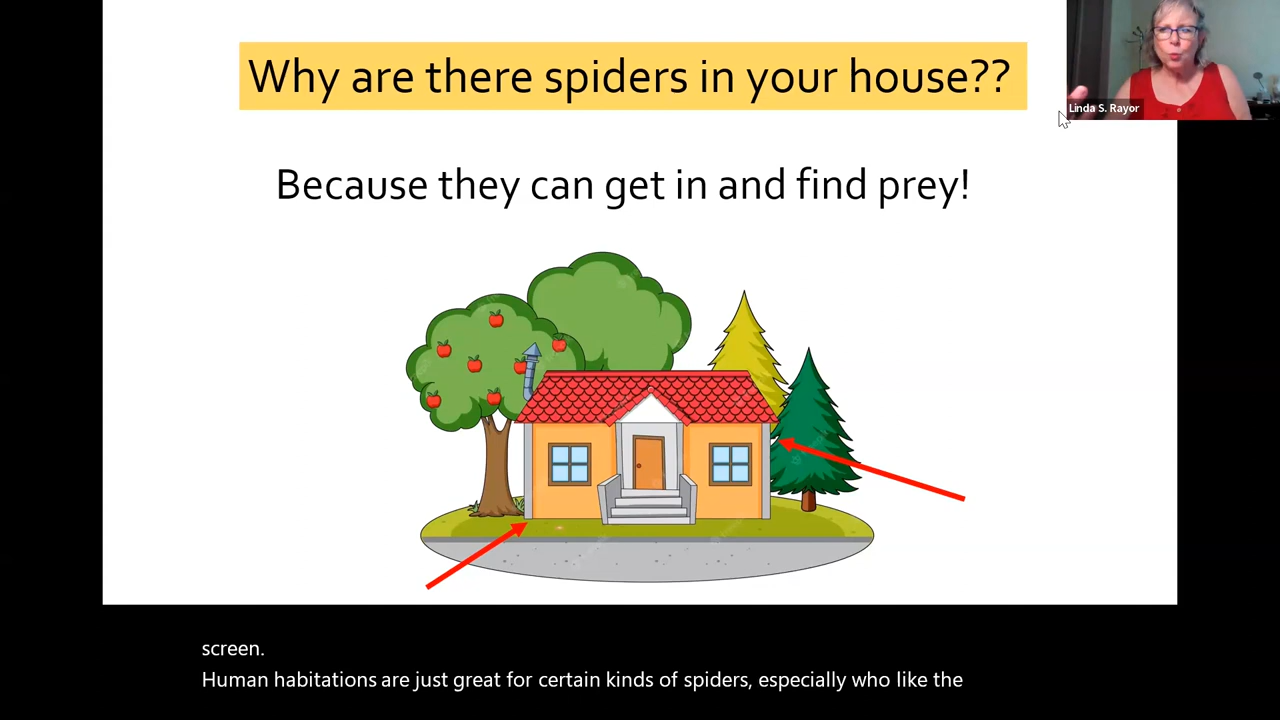 Why are there spiders in your house??
Linda S. Rayor
Because they can get in and find prey!
screen.
Human habitations are just great for certain kinds of spiders, especially who like the